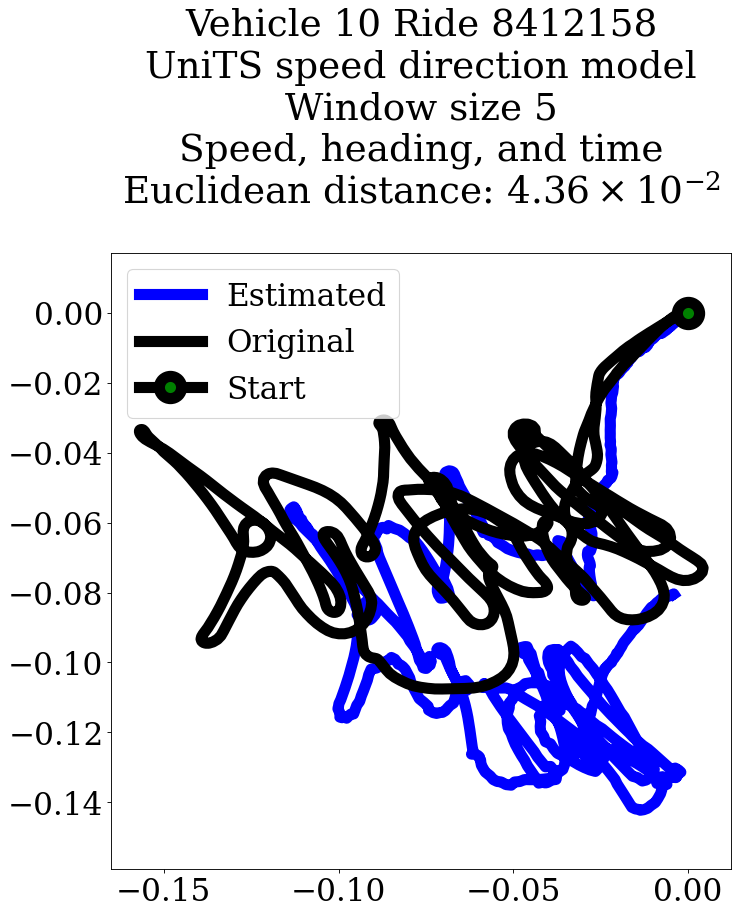 Vehicle 10 Ride 8412158
UniTS speed direction model
Window size 5
Speed, heading, and time
Euclidean distance: 4.36 × 10⁻²
Estimated
Original
Start
0.00
−0.02
−0.04
−0.06
−0.08
−0.10
−0.12
−0.14
−0.15
−0.10
−0.05
0.00